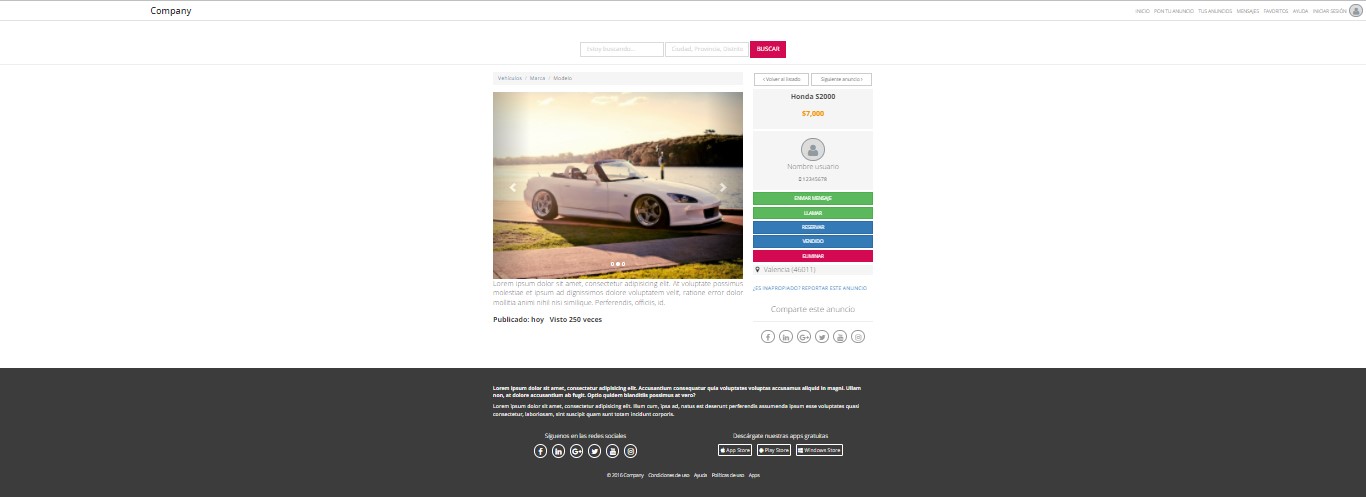 Company
INICIO PON TU ANUNCIO TUS ANUNCIOS MENSAJES FAVORITOS AYUDA INICIAR SESIÓN
Estoy buscando... Ciudad, Provincia, Distrito BUSCAR
Vehículos / Marca / Modelo
‹ Volver al listado Siguiente anuncio ›
Honda S2000
$7,000
Nombre usuario
12345678
ENVIAR MENSAJE
LLAMAR
RESERVAR
VENDIDO
ELIMINAR
Valencia (46011)
¿ES INAPROPIADO? REPORTAR ESTE ANUNCIO
Comparte este anuncio
Lorem ipsum dolor sit amet, consectetur adipisicing elit. At voluptate possimus
molestiae et ipsum ad dignissimos dolore voluptatem velit, ratione error dolor
mollitia animi nihil nisi similique. Perferendis, officiis, id.
Publicado: hoy Visto 250 veces
Lorem ipsum dolor sit amet, consectetur adipisicing elit. Accusantium consequatur quia voluptates voluptas accusamus aliquid in magni. Ullam
non, at dolore accusantium ab fugit. Optio quidem blanditiis possimus at vero?
Lorem ipsum dolor sit amet, consectetur adipisicing elit. Illum cum, ipsa ad, natus est deserunt perferendis assumenda ipsum esse voluptates quasi
consectetur, laboriosam, sint suscipit quam sunt totam incidunt corporis.
Síguenos en las redes sociales
Descárgate nuestras apps gratuitas
App Store Play Store Windows Store
© 2016 Company Condiciones de uso Ayuda Políticas de uso Apps